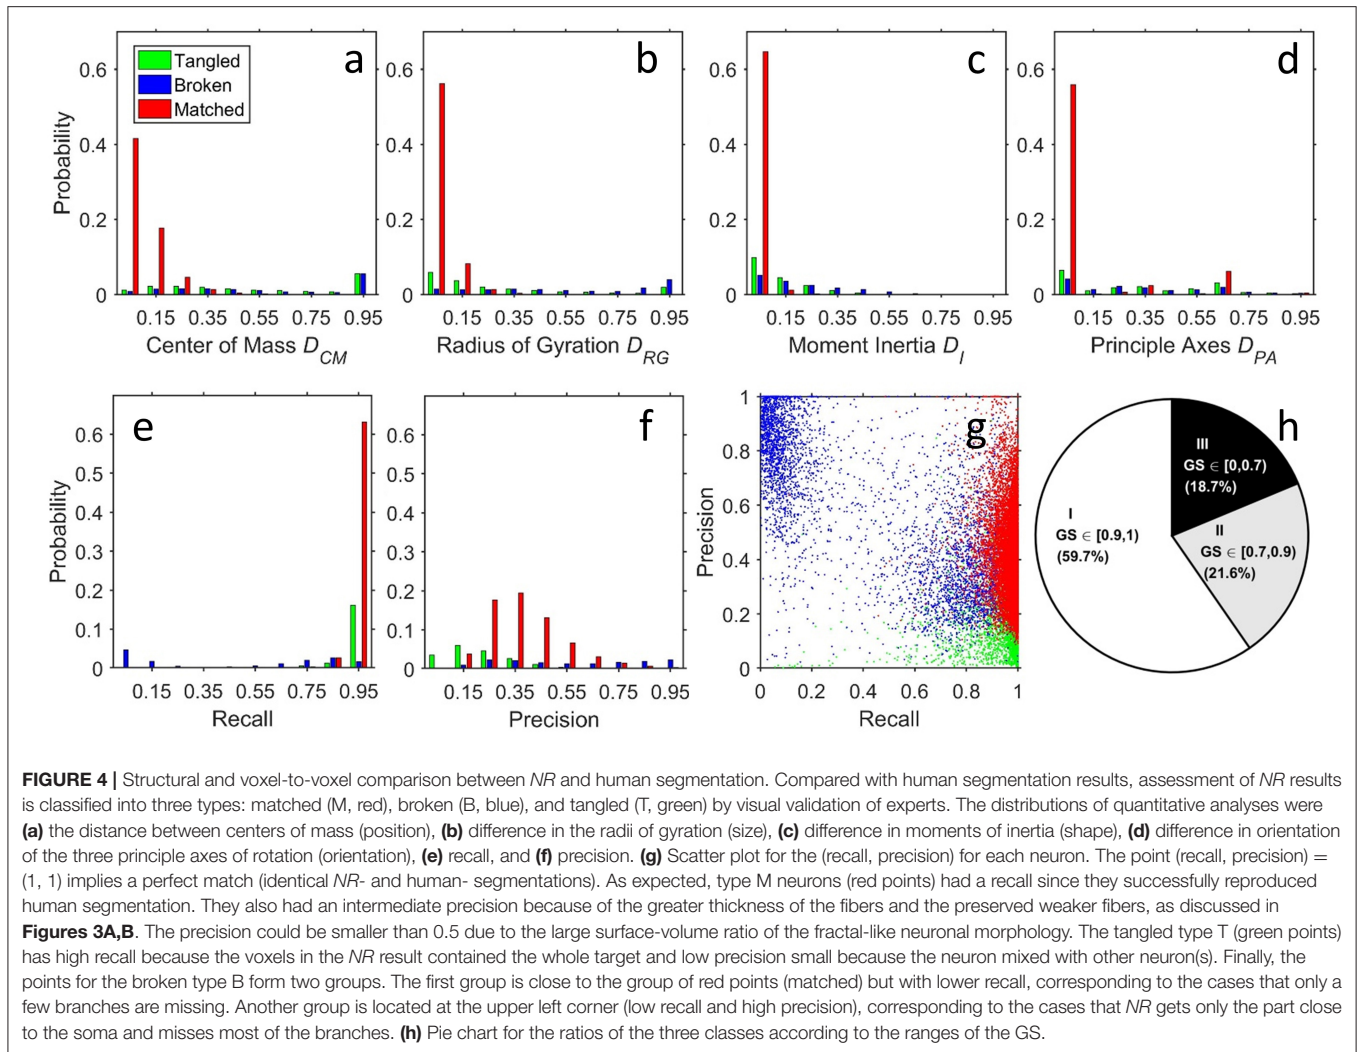 a
Tangled
Broken
Matched
Probability
0.6
0.4
0.2
0
0.15 0.35 0.55 0.75 0.95
Center of Mass D_CM
b
0.6
0.4
0.2
0
0.15 0.35 0.55 0.75 0.95
Radius of Gyration D_RG
c
0.6
0.4
0.2
0
0.15 0.35 0.55 0.75 0.95
Moment Inertia D_I
d
0.6
0.4
0.2
0
0.15 0.35 0.55 0.75 0.95
Principle Axes D_PA
e
Probability
0.6
0.5
0.4
0.3
0.2
0.1
0
0.15 0.35 0.55 0.75 0.95
Recall
f
0.6
0.5
0.4
0.3
0.2
0.1
0
0.15 0.35 0.55 0.75 0.95
Precision
g
Precision
1
0.8
0.6
0.4
0.2
0
0 0.2 0.4 0.6 0.8 1
Recall
h
III
GS ∈ [0,0.7)
(18.7%)
I
GS ∈ [0.9,1)
(59.7%)
II
GS ∈ [0.7,0.9)
(21.6%)
FIGURE 4 | Structural and voxel-to-voxel comparison between NR and human segmentation. Compared with human segmentation results, assessment of NR results
is classified into three types: matched (M, red), broken (B, blue), and tangled (T, green) by visual validation of experts. The distributions of quantitative analyses were
(a) the distance between centers of mass (position), (b) difference in the radii of gyration (size), (c) difference in moments of inertia (shape), (d) difference in orientation
of the three principle axes of rotation (orientation), (e) recall, and (f) precision. (g) Scatter plot for the (recall, precision) for each neuron. The point (recall, precision) =
(1, 1) implies a perfect match (identical NR- and human- segmentations). As expected, type M neurons (red points) had a recall since they successfully reproduced
human segmentation. They also had an intermediate precision because of the greater thickness of the fibers and the preserved weaker fibers, as discussed in
Figures 3A,B. The precision could be smaller than 0.5 due to the large surface-volume ratio of the fractal-like neuronal morphology. The tangled type T (green points)
has high recall because the voxels in the NR result contained the whole target and low precision small because the neuron mixed with other neuron(s). Finally, the
points for the broken type B form two groups. The first group is close to the group of red points (matched) but with lower recall, corresponding to the cases that only a
few branches are missing. Another group is located at the upper left corner (low recall and high precision), corresponding to the cases that NR gets only the part close
to the soma and misses most of the branches. (h) Pie chart for the ratios of the three classes according to the ranges of the GS.